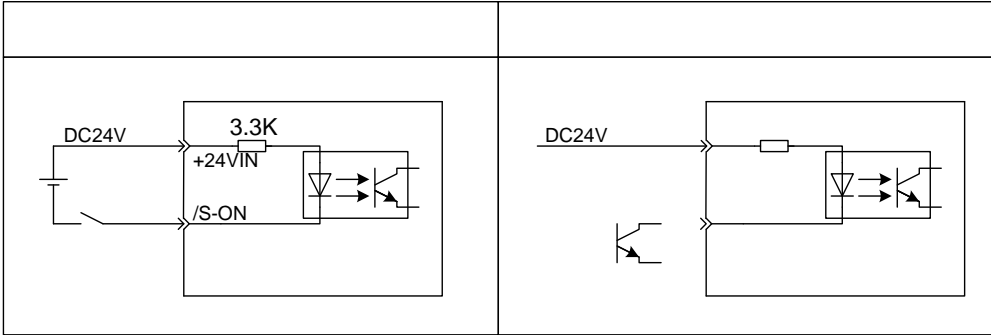 DC24V
3.3K
+24VIN
/S-ON
DC24V